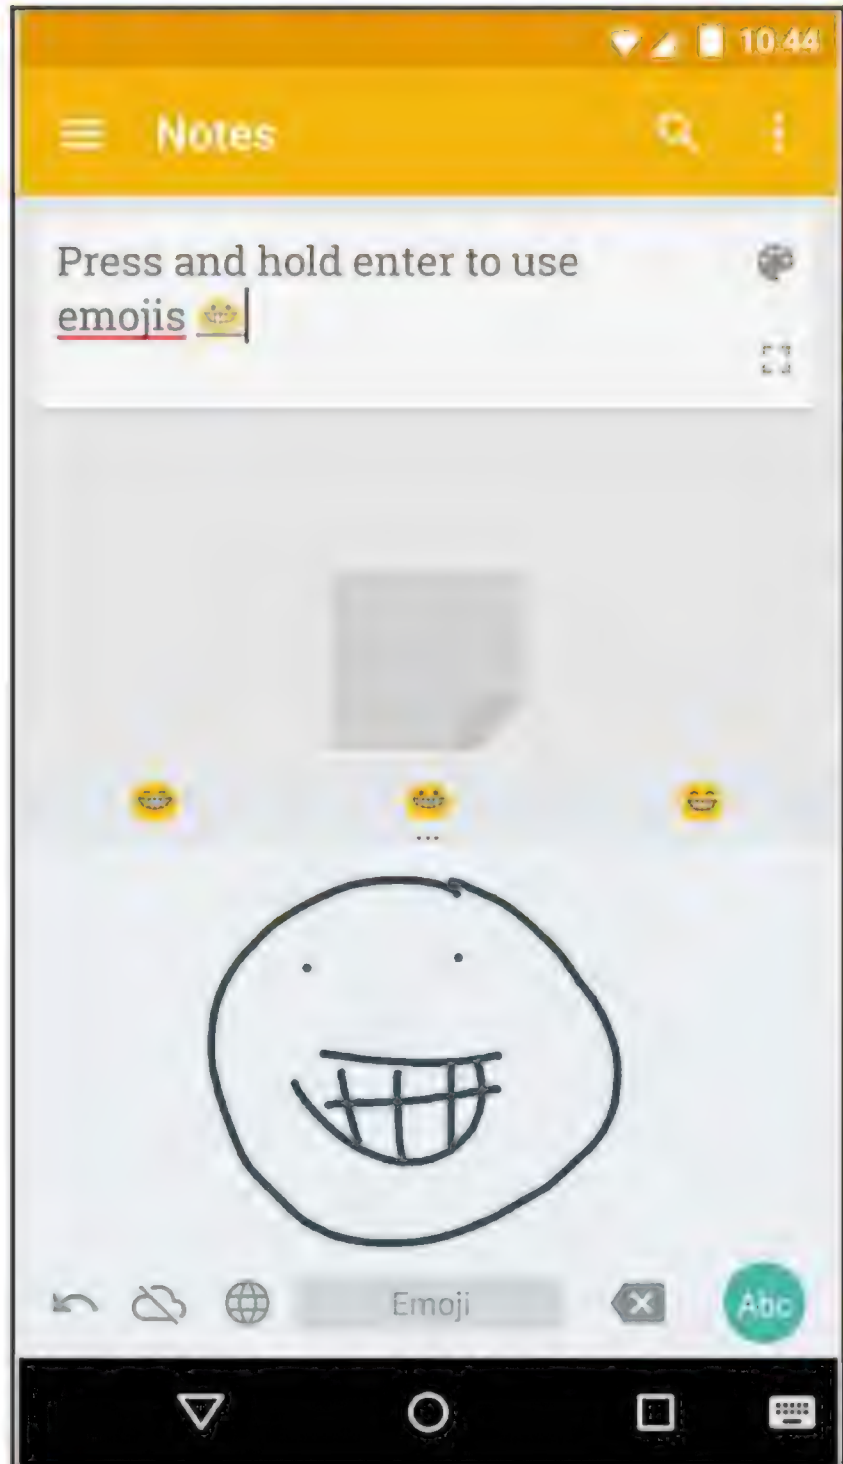 10:44
Notes
Press and hold enter to use
emojis 😁
Emoji
Abc